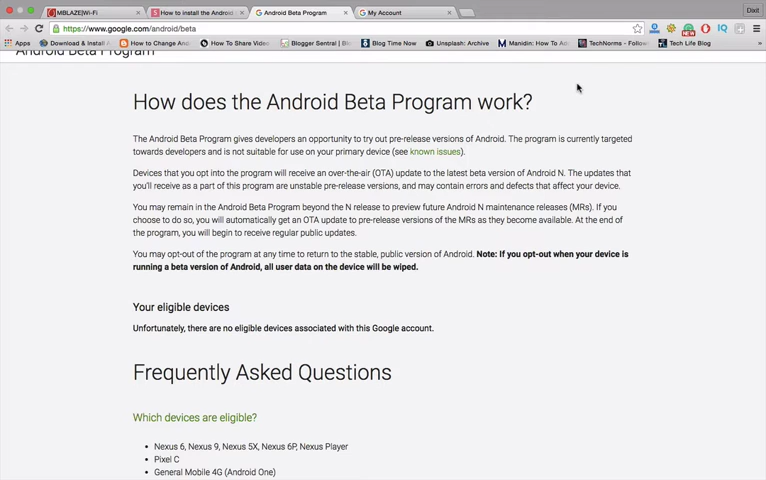 MBLAZE|Wi-Fi
How to install the Android
Android Beta Program
My Account
Dixit
https://www.google.com/android/beta
Apps
Download & Install A
How to Change And
How To Share Video
Blogger Sentral | Blog
Blog Time Now
Unsplash: Archive
Manidin: How To Ad
TechNorms - Follow
Tech Life Blog
Android Beta Program
How does the Android Beta Program work?
The Android Beta Program gives developers an opportunity to try out pre-release versions of Android. The program is currently targeted
towards developers and is not suitable for use on your primary device (see known issues).
Devices that you opt into the program will receive an over-the-air (OTA) update to the latest beta version of Android N. The updates that
you'll receive as a part of this program are unstable pre-release versions, and may contain errors and defects that affect your device.
You may remain in the Android Beta Program beyond the N release to preview future Android N maintenance releases (MRs). If you
choose to do so, you will automatically get an OTA update to pre-release versions of the MRs as they become available. At the end of
the program, you will begin to receive regular public updates.
You may opt-out of the program at any time to return to the stable, public version of Android. Note: If you opt-out when your device is
running a beta version of Android, all user data on the device will be wiped.
Your eligible devices
Unfortunately, there are no eligible devices associated with this Google account.
Frequently Asked Questions
Which devices are eligible?
• Nexus 6, Nexus 9, Nexus 5X, Nexus 6P, Nexus Player
• Pixel C
• General Mobile 4G (Android One)